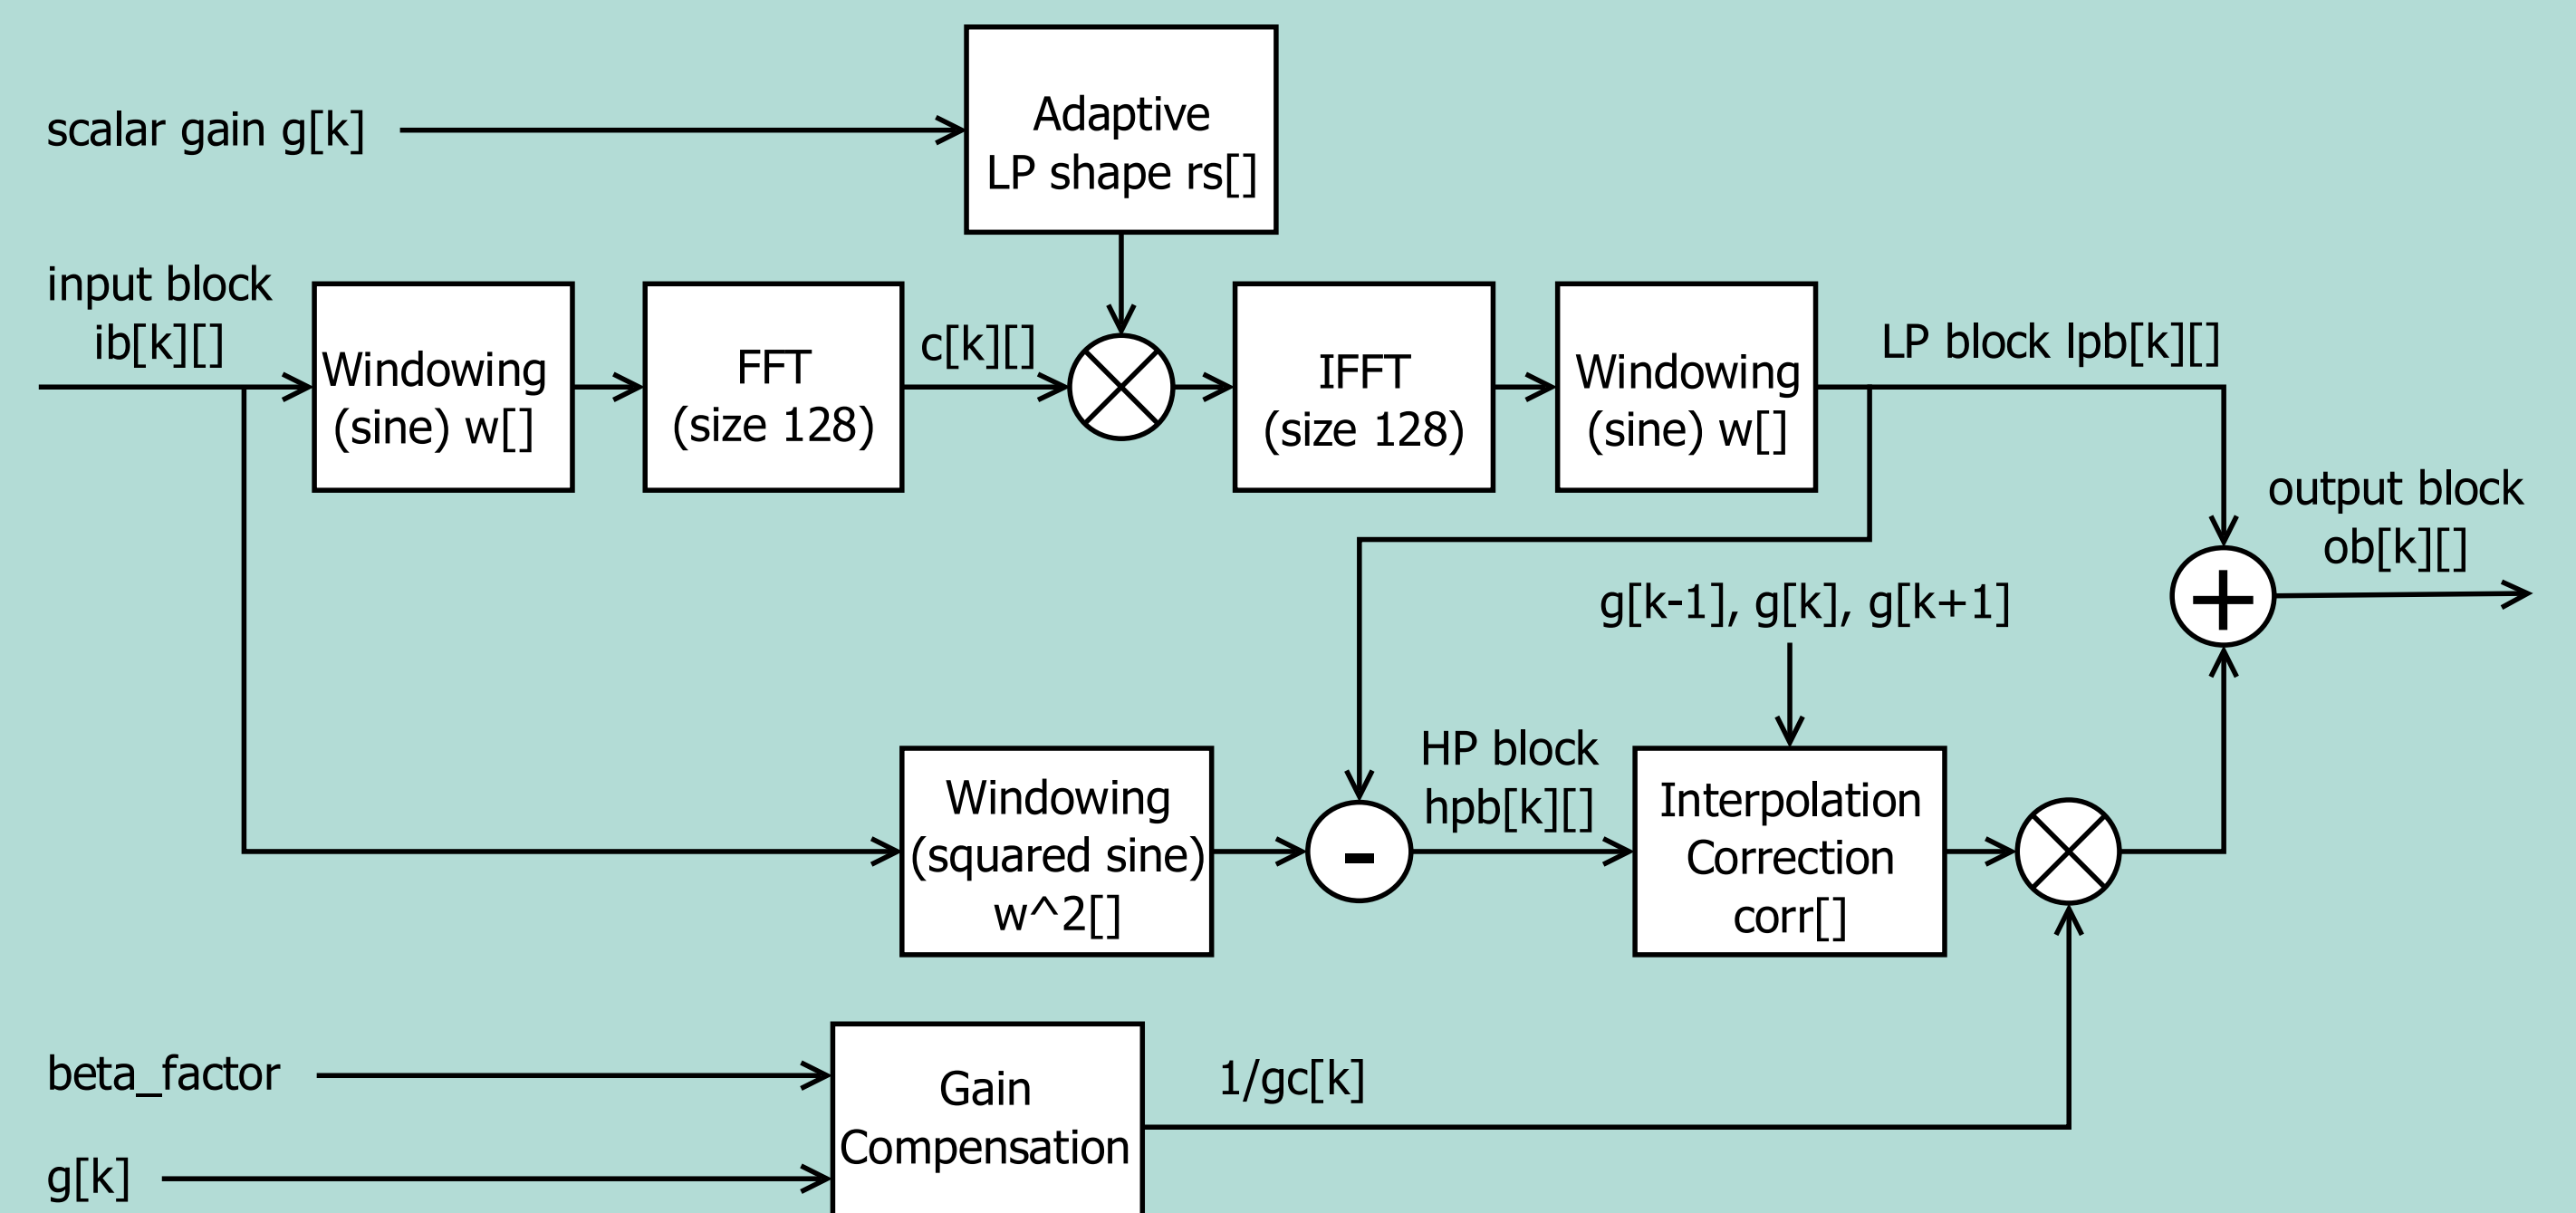 Adaptive
LP shape rs[]
scalar gain g[k]
input block
ib[k][]
Windowing
(sine) w[]
FFT
(size 128)
c[k][]
IFFT
(size 128)
Windowing
(sine) w[]
LP block lpb[k][]
output block
ob[k][]
+
g[k-1], g[k], g[k+1]
Windowing
(squared sine)
w^2[]
-
HP block
hpb[k][]
Interpolation
Correction
corr[]
beta_factor
g[k]
Gain
Compensation
1/gc[k]